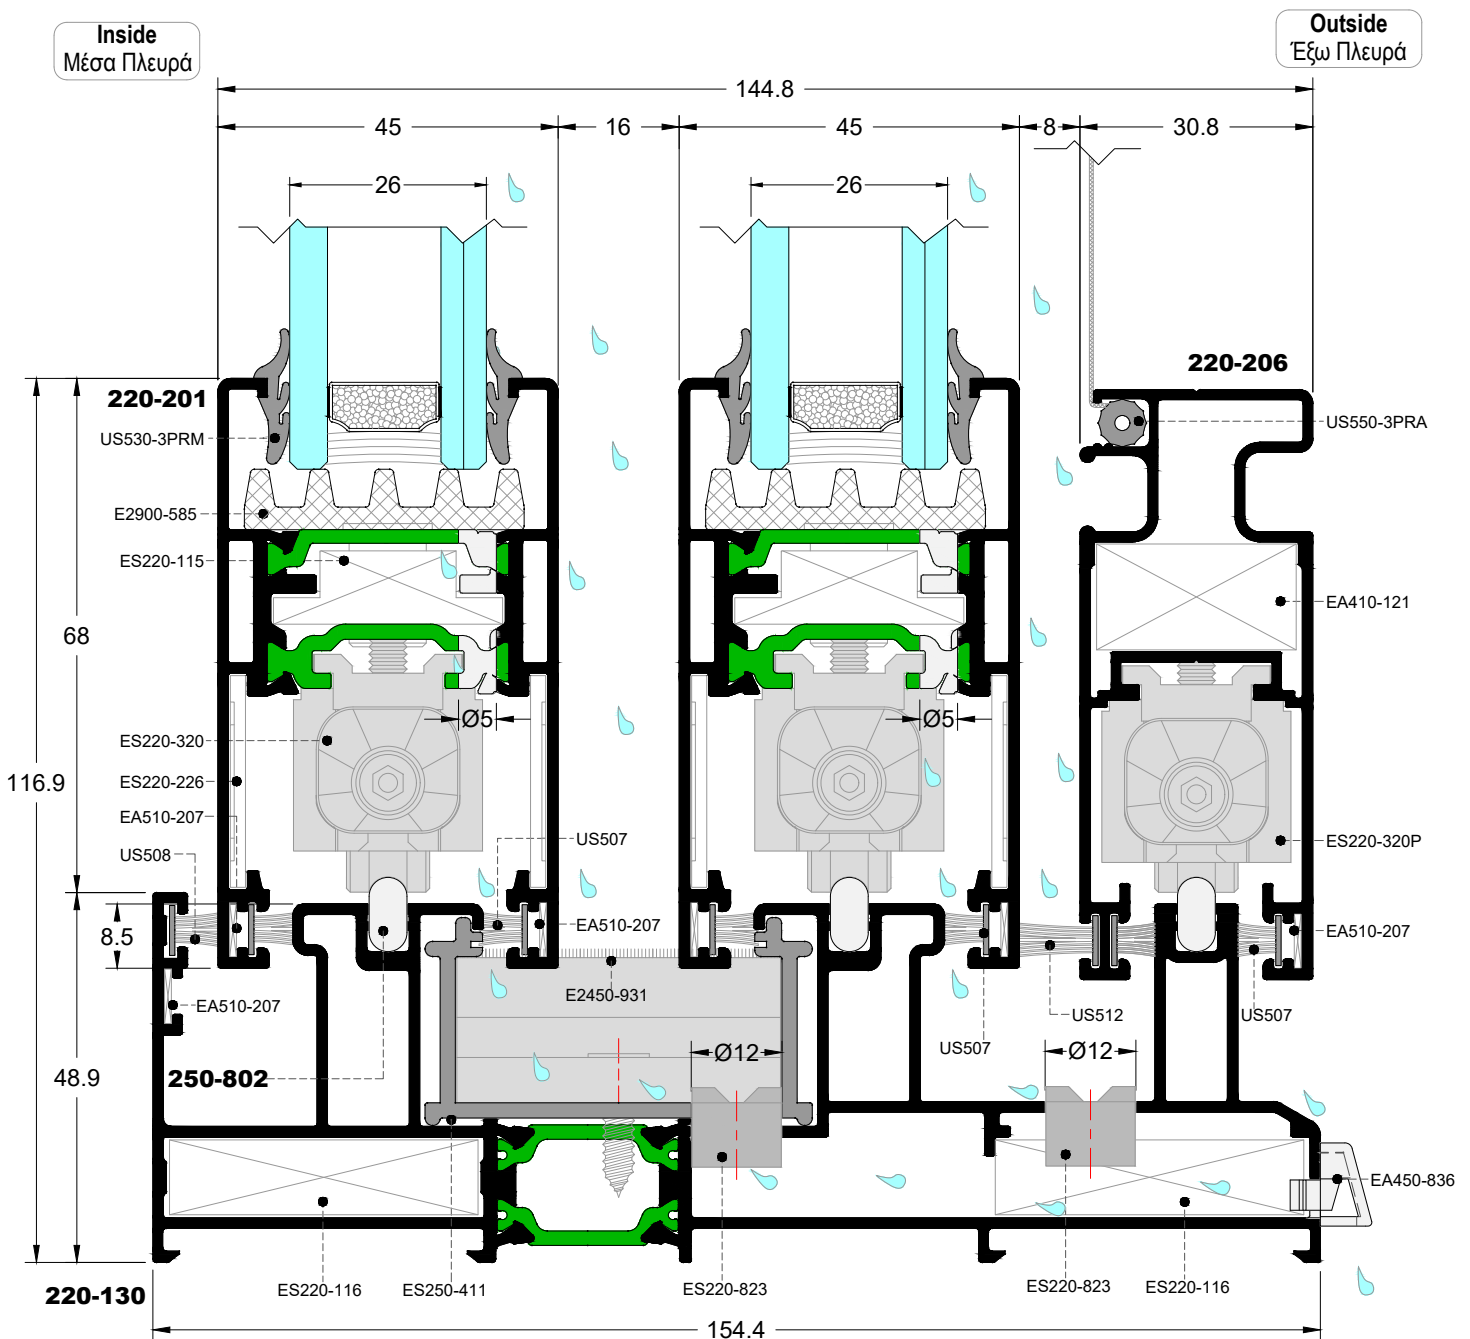 Inside
Μέσα Πλευρά
Outside
Έξω Πλευρά
144.8
45
16
45
8
30.8
26
26
220-201
220-206
US530-3PRM
US550-3PRA
E2900-585
ES220-115
EA410-121
68
Ø5
Ø5
ES220-320
116.9
ES220-226
EA510-207
US508
US507
ES220-320P
8.5
EA510-207
EA510-207
E2450-931
EA510-207
US512
US507
US507
Ø12
Ø12
48.9
250-802
EA450-836
220-130
ES220-116
ES250-411
ES220-823
ES220-823
ES220-116
154.4